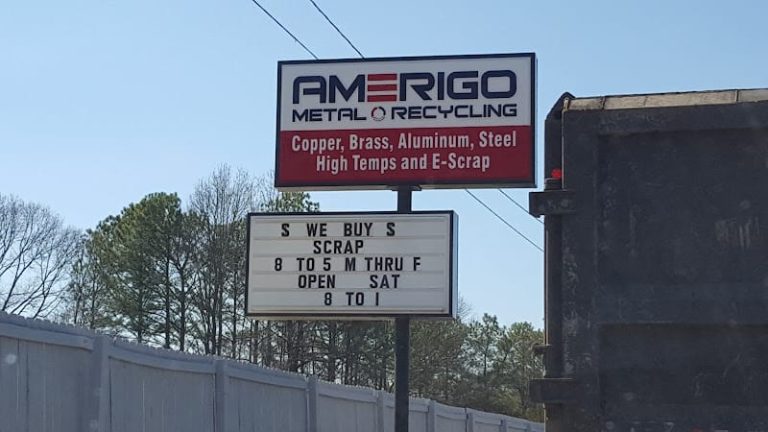 AMERIGO
METAL RECYCLING
Copper, Brass, Aluminum, Steel
High Temps and E-Scrap
S WE BUY S
SCRAP
8 TO 5 M THRU F
OPEN SAT
8 TO 1